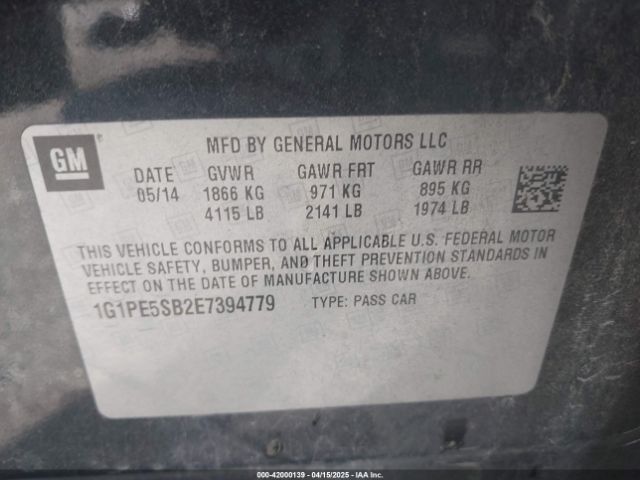 GM
MFD BY GENERAL MOTORS LLC
DATE GVWR GAWR FRT GAWR RR
05/14 1866 KG 971 KG 895 KG
4115 LB 2141 LB 1974 LB
THIS VEHICLE CONFORMS TO ALL APPLICABLE U.S. FEDERAL MOTOR
VEHICLE SAFETY, BUMPER, AND THEFT PREVENTION STANDARDS IN
EFFECT ON THE DATE OF MANUFACTURE SHOWN ABOVE.
1G1PE5SB2E7394779 TYPE: PASS CAR
000-42000139 - 04/15/2025 - IAA Inc.